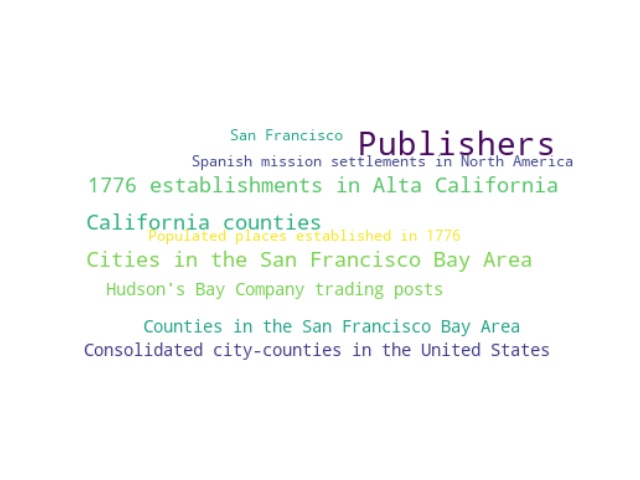 San Francisco
Publishers
Spanish mission settlements in North America
1776 establishments in Alta California
California counties
Populated places established in 1776
Cities in the San Francisco Bay Area
Hudson's Bay Company trading posts
Counties in the San Francisco Bay Area
Consolidated city-counties in the United States